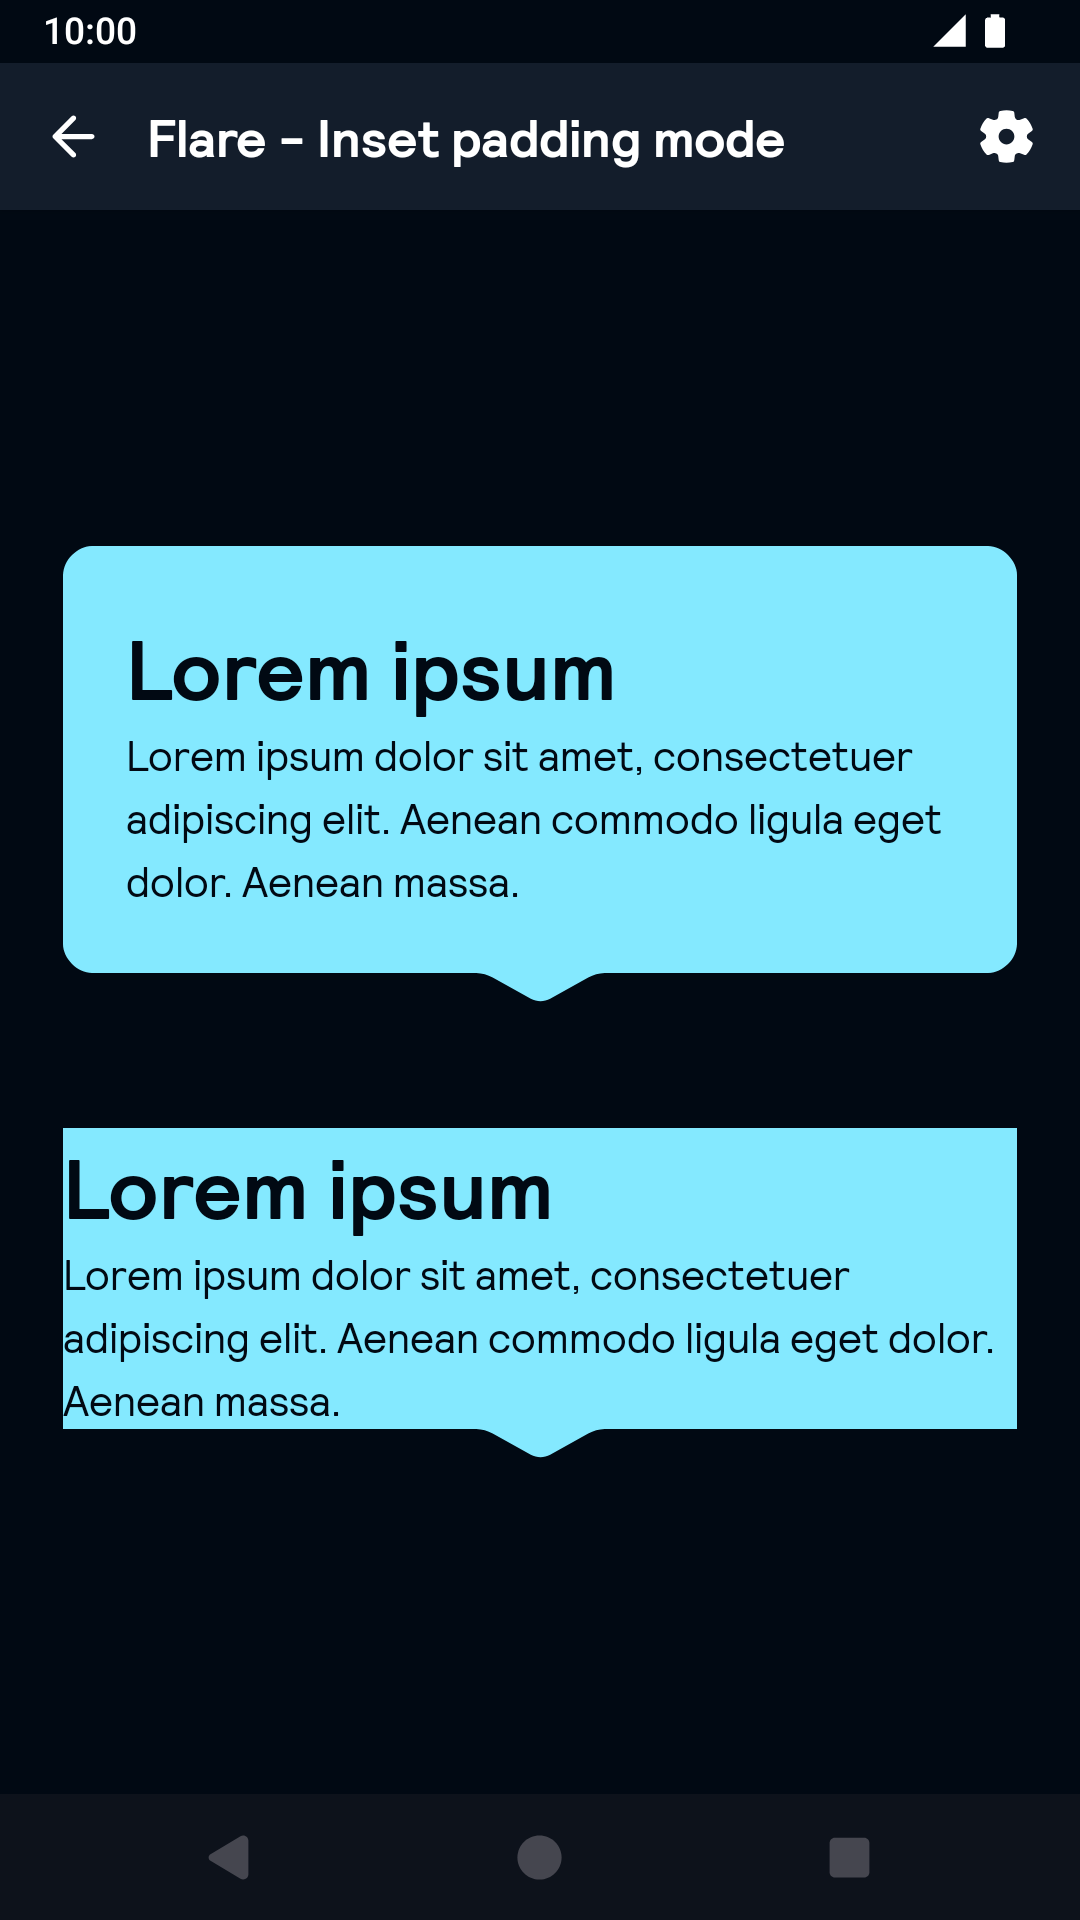 10:00
Flare - Inset padding mode
Lorem ipsum
Lorem ipsum dolor sit amet, consectetuer
adipiscing elit. Aenean commodo ligula eget
dolor. Aenean massa.
Lorem ipsum
Lorem ipsum dolor sit amet, consectetuer
adipiscing elit. Aenean commodo ligula eget dolor.
Aenean massa.